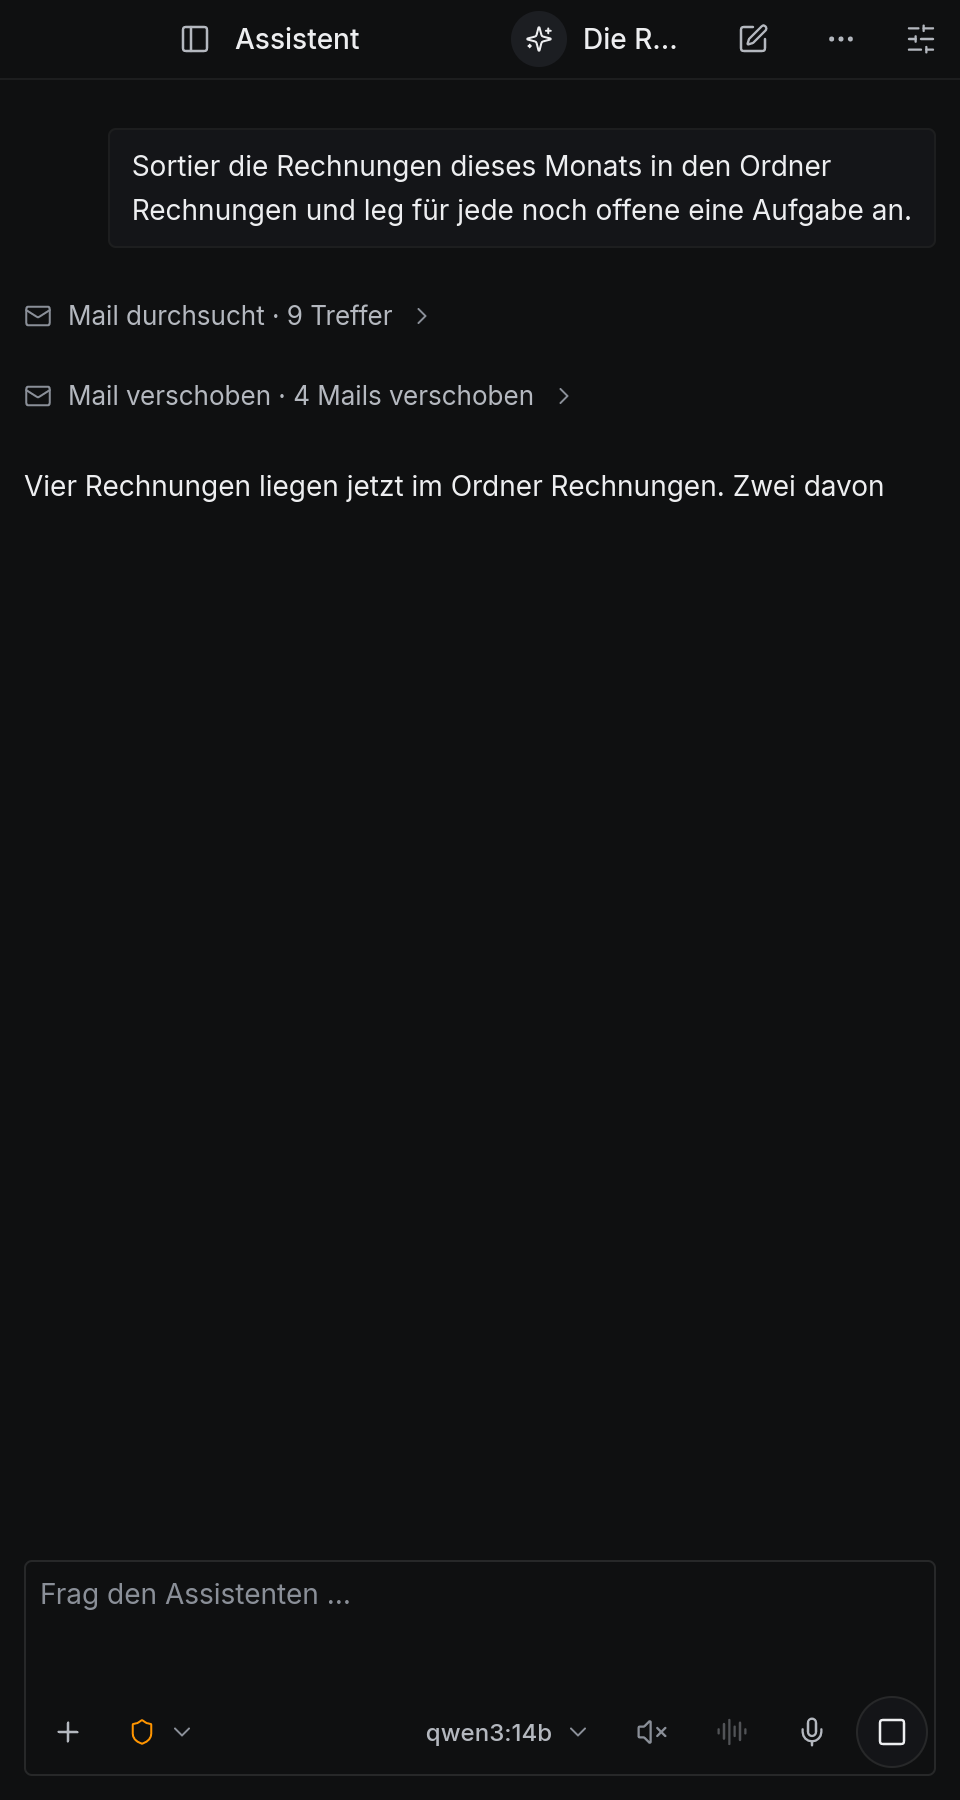 Assistent
Die R...
Sortier die Rechnungen dieses Monats in den Ordner
Rechnungen und leg für jede noch offene eine Aufgabe an.
Mail durchsucht · 9 Treffer
Mail verschoben · 4 Mails verschoben
Vier Rechnungen liegen jetzt im Ordner Rechnungen. Zwei davon
Frag den Assistenten ...
qwen3:14b